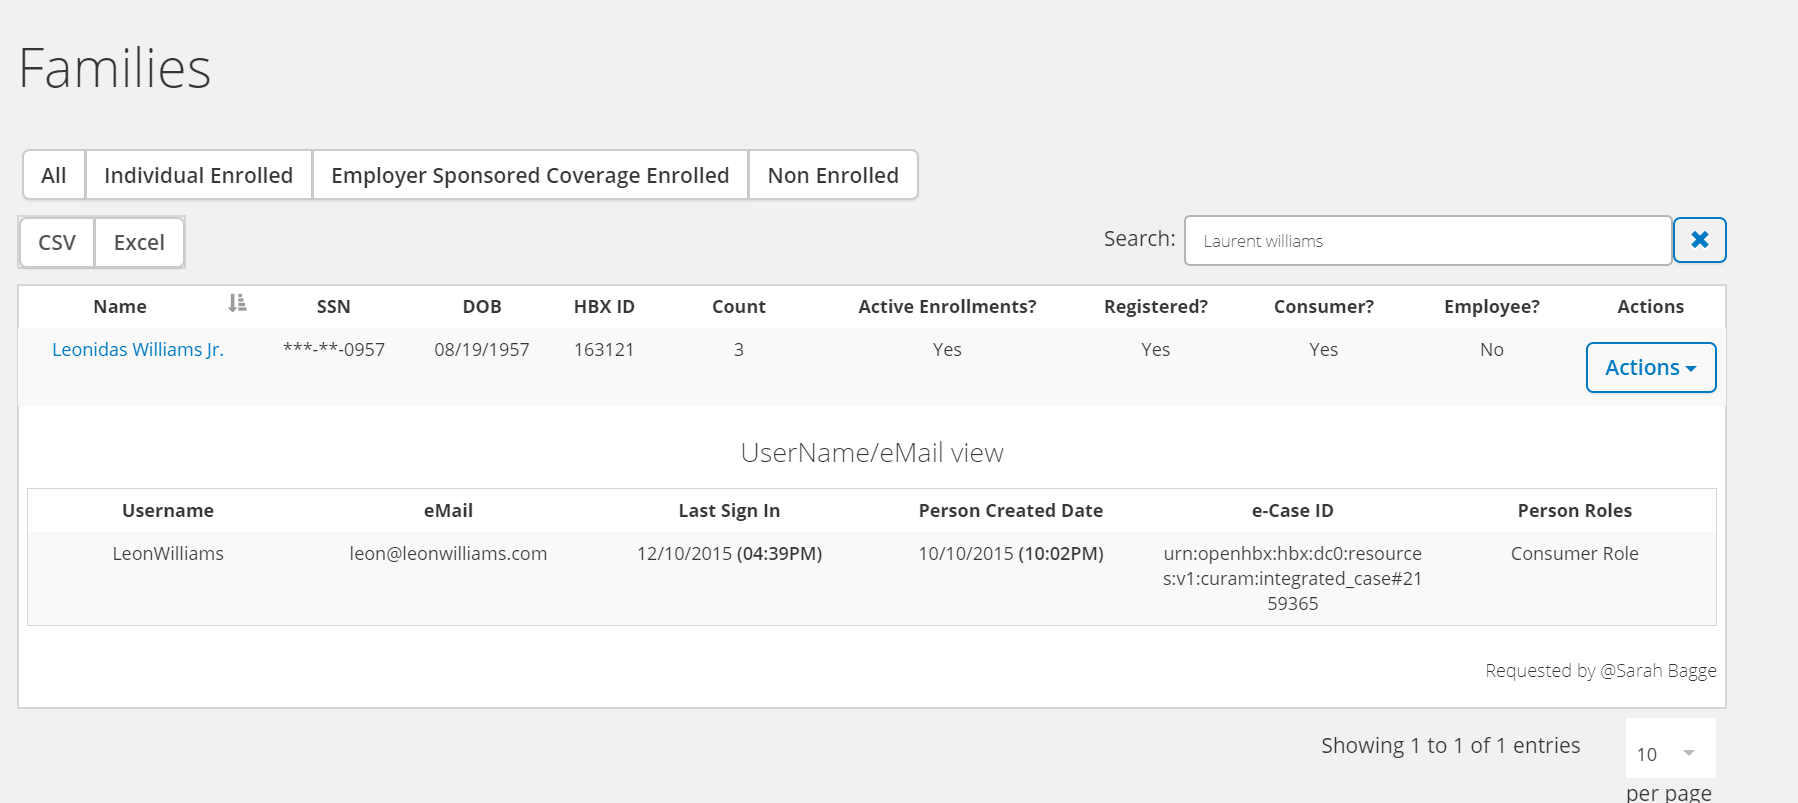 Families
All Individual Enrolled Employer Sponsored Coverage Enrolled Non Enrolled
CSV Excel Search: Laurent williams
Name SSN DOB HBX ID Count Active Enrollments? Registered? Consumer? Employee? Actions
Leonidas Williams Jr. ***-**-0957 08/19/1957 163121 3 Yes Yes Yes No Actions
UserName/eMail view
Username eMail Last Sign In Person Created Date e-Case ID Person Roles
LeonWilliams leon@leonwilliams.com 12/10/2015 (04:39PM) 10/10/2015 (10:02PM) urn:openhbx:hbx:dc0:resource Consumer Role
s:v1:curam:integrated_case#21
59365
Requested by @Sarah Bagge
Showing 1 to 1 of 1 entries 10
per page